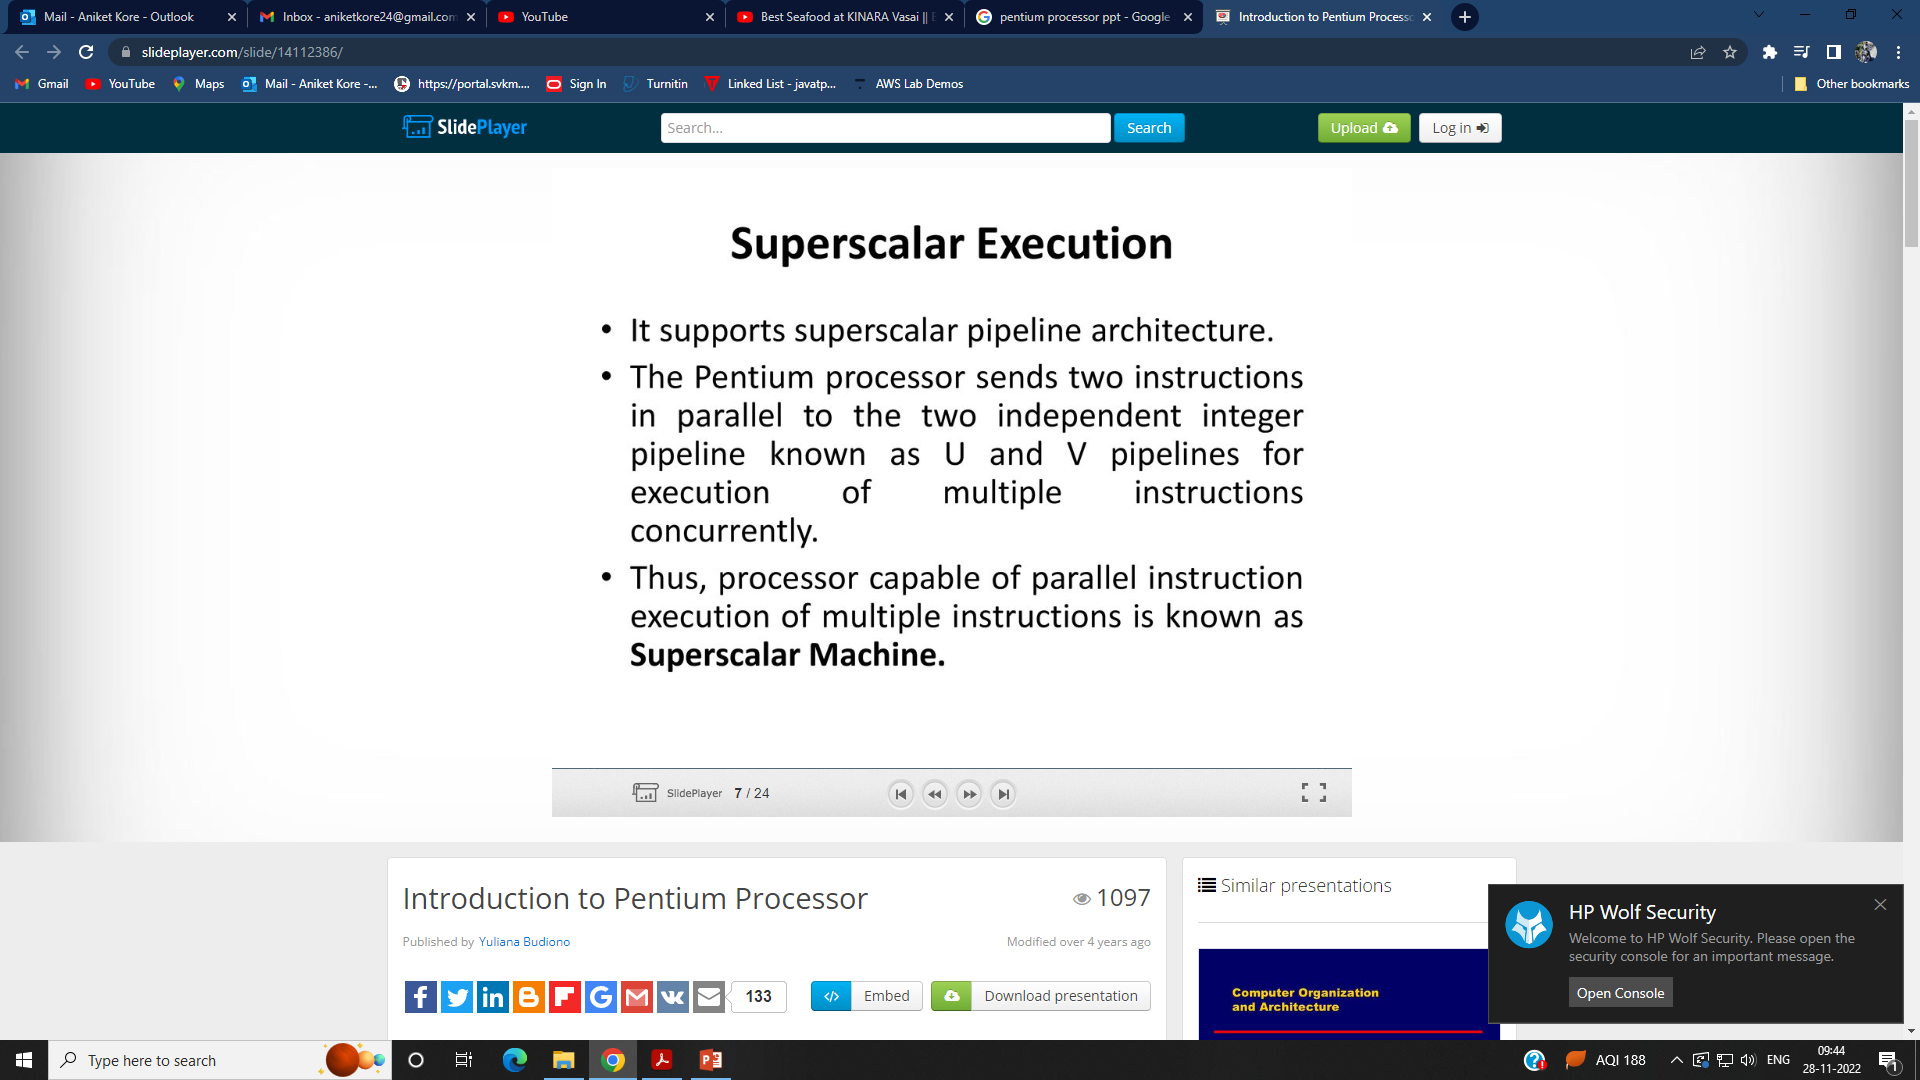 Mail - Aniket Kore - Outlook
Inbox - aniketkore24@gmail.com
YouTube
Best Seafood at KINARA Vasai ||
pentium processor ppt - Google
Introduction to Pentium Process
slideplayer.com/slide/14112386/
Gmail
YouTube
Maps
Mail - Aniket Kore -...
https://portal.svkm....
Sign In
Turnitin
Linked List - javatp...
AWS Lab Demos
Other bookmarks
SlidePlayer
Search...
Search
Upload
Log in
Superscalar Execution
• It supports superscalar pipeline architecture.
• The Pentium processor sends two instructions
in parallel to the two independent integer
pipeline known as U and V pipelines for
execution of multiple instructions
concurrently.
• Thus, processor capable of parallel instruction
execution of multiple instructions is known as
Superscalar Machine.
SlidePlayer 7 / 24
Introduction to Pentium Processor
1097
Published by Yuliana Budiono
Modified over 4 years ago
133
Embed
Download presentation
Similar presentations
Computer Organization
and Architecture
HP Wolf Security
Welcome to HP Wolf Security. Please open the
security console for an important message.
Open Console
Type here to search
AQI 188
ENG
09:44
28-11-2022
1